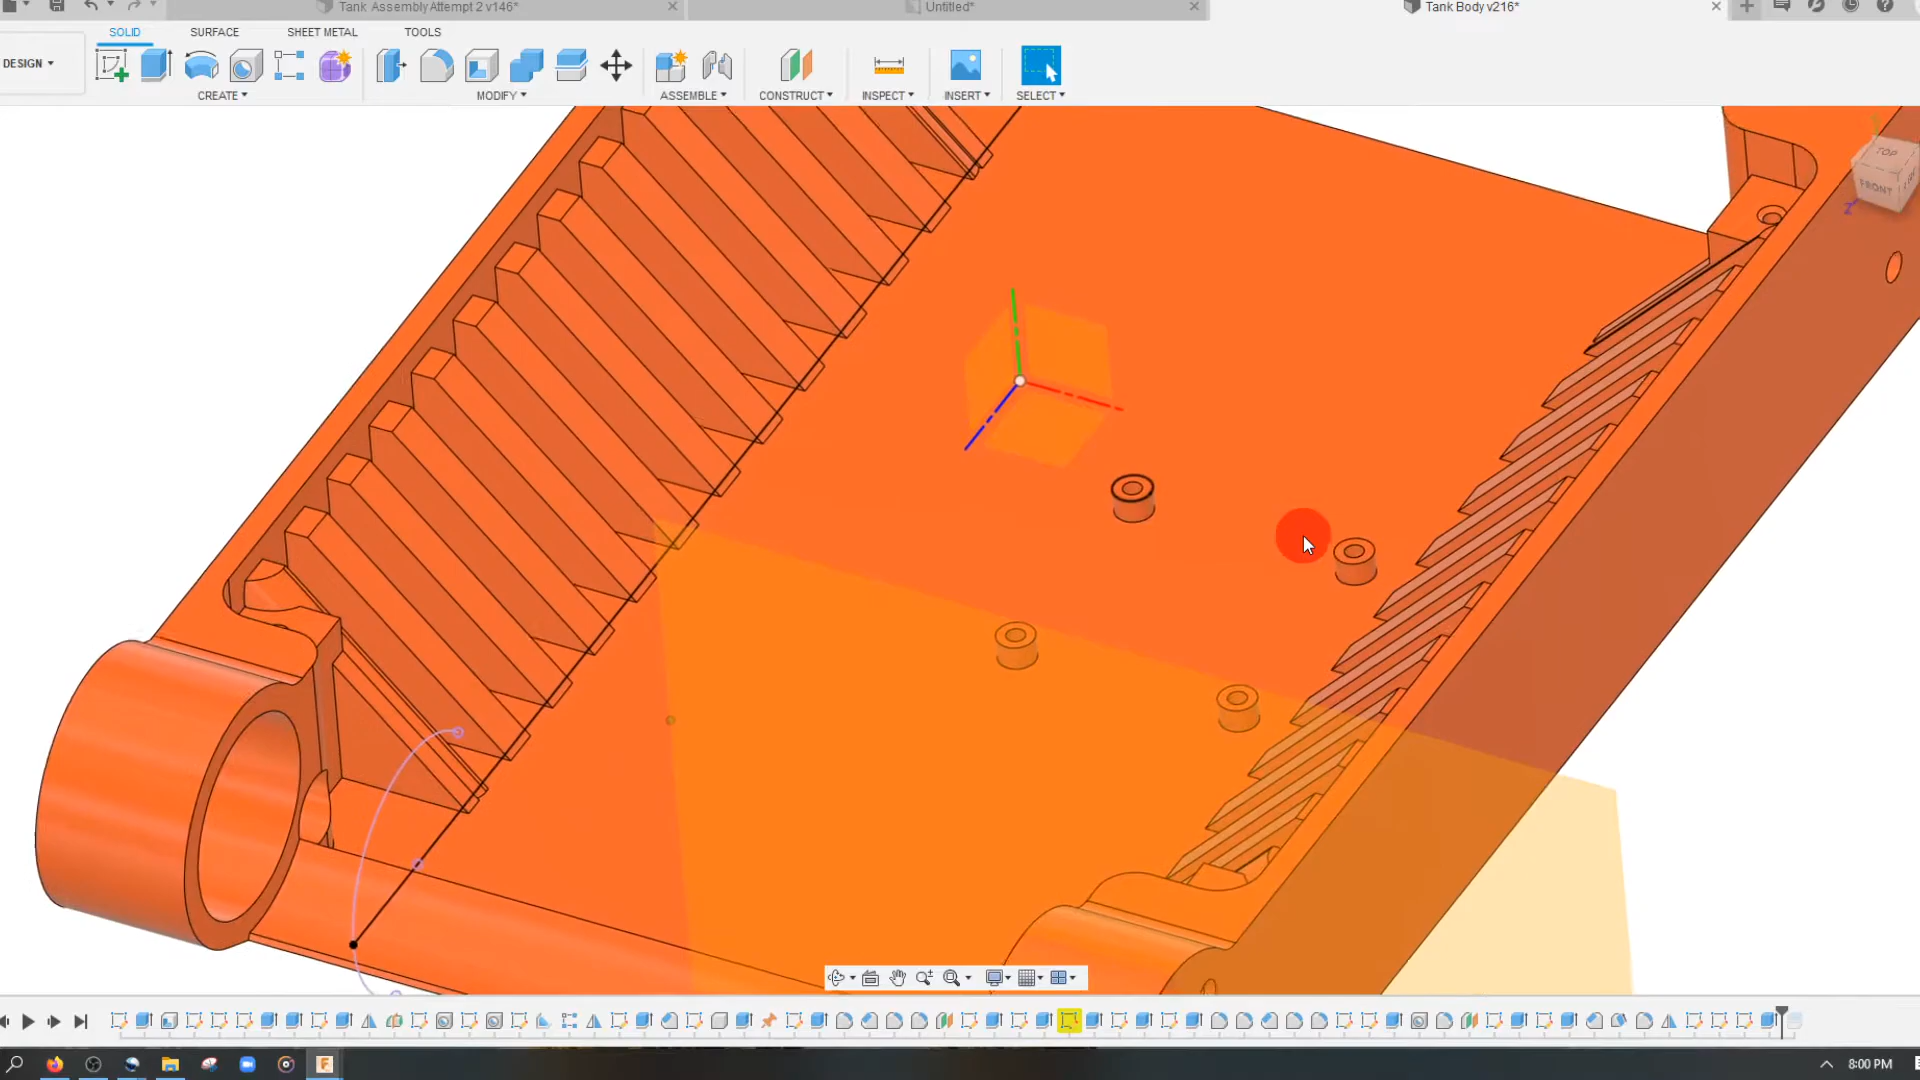 Tank Assembly Attempt 2 v146*
Untitled*
Tank Body v216*
SOLID
SURFACE
SHEET METAL
TOOLS
DESIGN
CREATE
MODIFY
ASSEMBLE
CONSTRUCT
INSPECT
INSERT
SELECT
TOP
FRONT
Z
8:00 PM